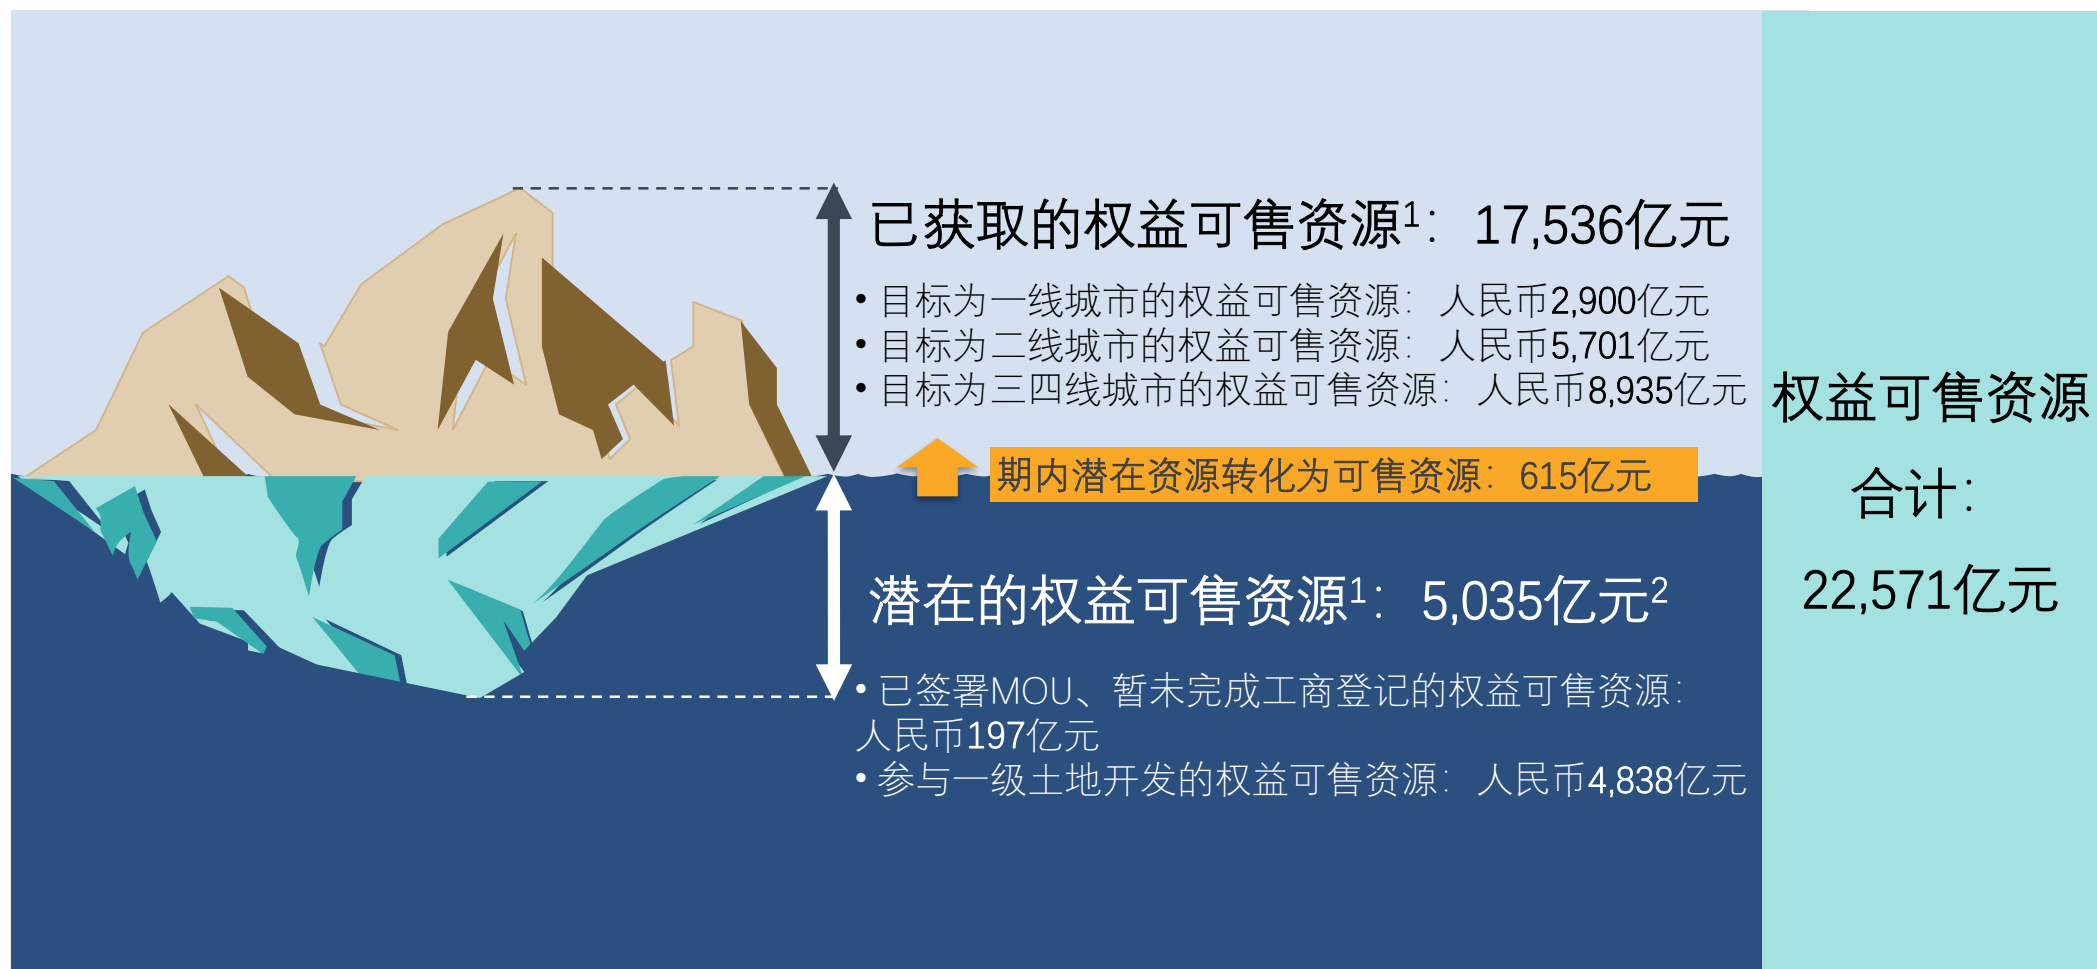 已获取的权益可售资源1：17,536亿元
• 目标为一线城市的权益可售资源：人民币2,900亿元
• 目标为二线城市的权益可售资源：人民币5,701亿元
• 目标为三四线城市的权益可售资源：人民币8,935亿元
期内潜在资源转化为可售资源：615亿元
潜在的权益可售资源1：5,035亿元2
• 已签署MOU、暂未完成工商登记的权益可售资源：
人民币197亿元
• 参与一级土地开发的权益可售资源：人民币4,838亿元
权益可售资源
合计：
22,571亿元